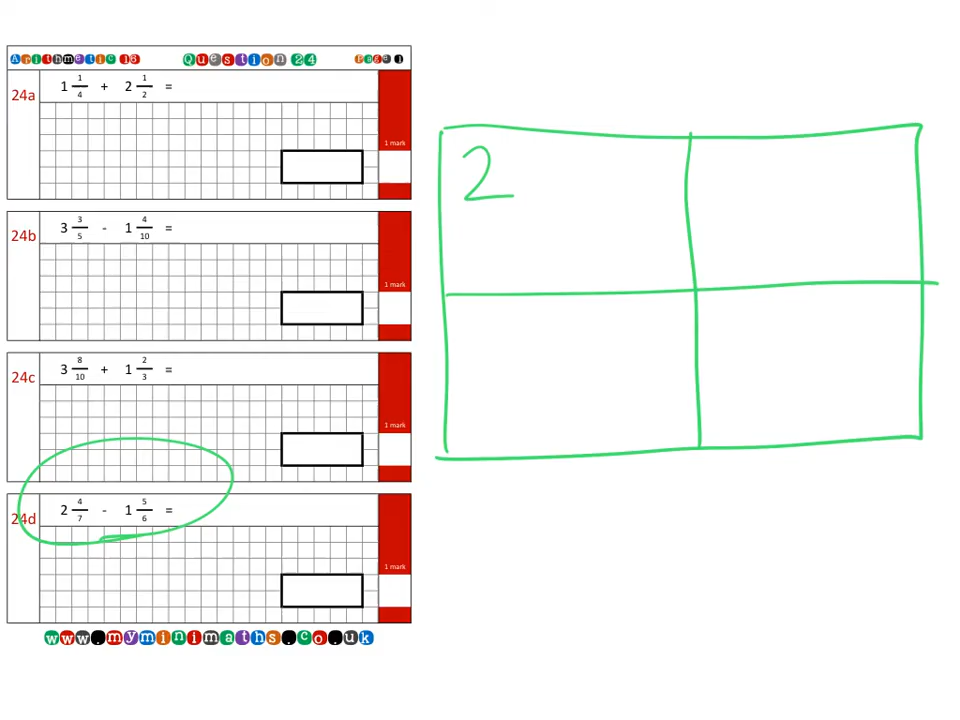 Arithmetic 16 Question 24 Page 1
24a 1 1/4 + 2 1/2 =
1 mark
24b 3 3/5 - 1 4/10 =
1 mark
24c 3 8/10 + 1 2/3 =
1 mark
24d 2 4/7 - 1 5/6 =
1 mark
www.myminimaths.co.uk
2